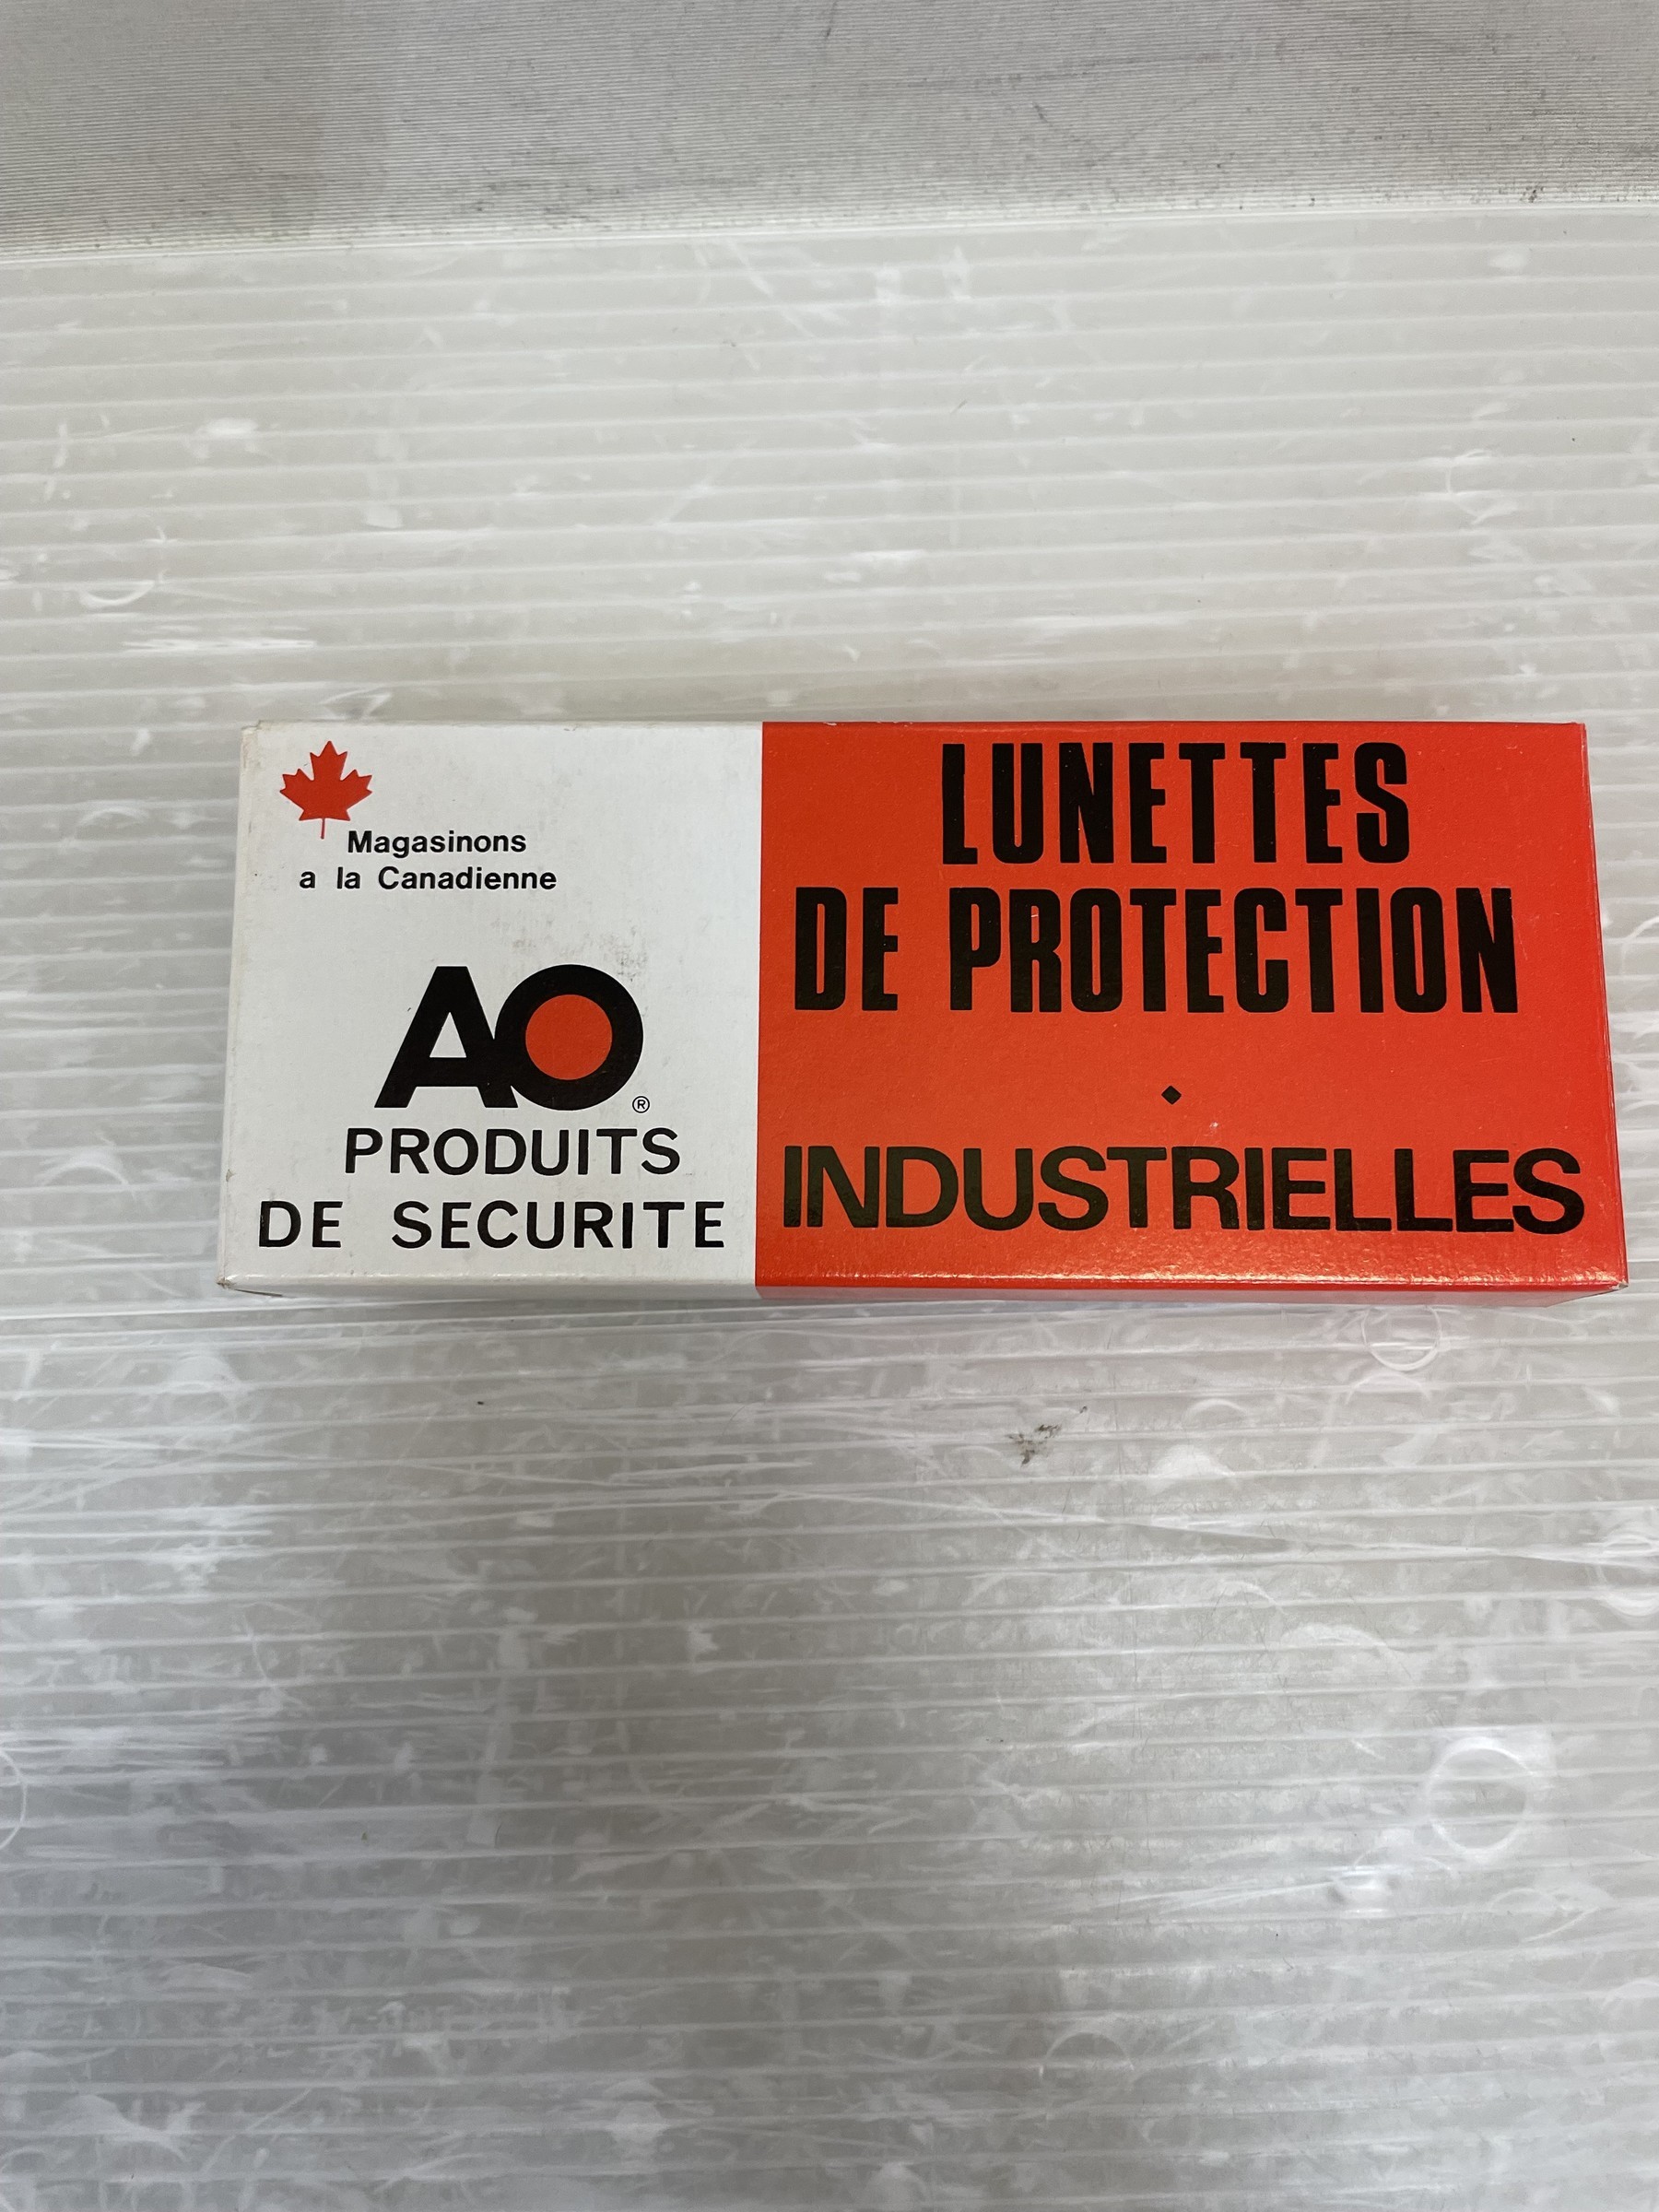 Magasinons
a la Canadienne
AO®
PRODUITS
DE SECURITE
LUNETTES
DE PROTECTION
INDUSTRIELLES